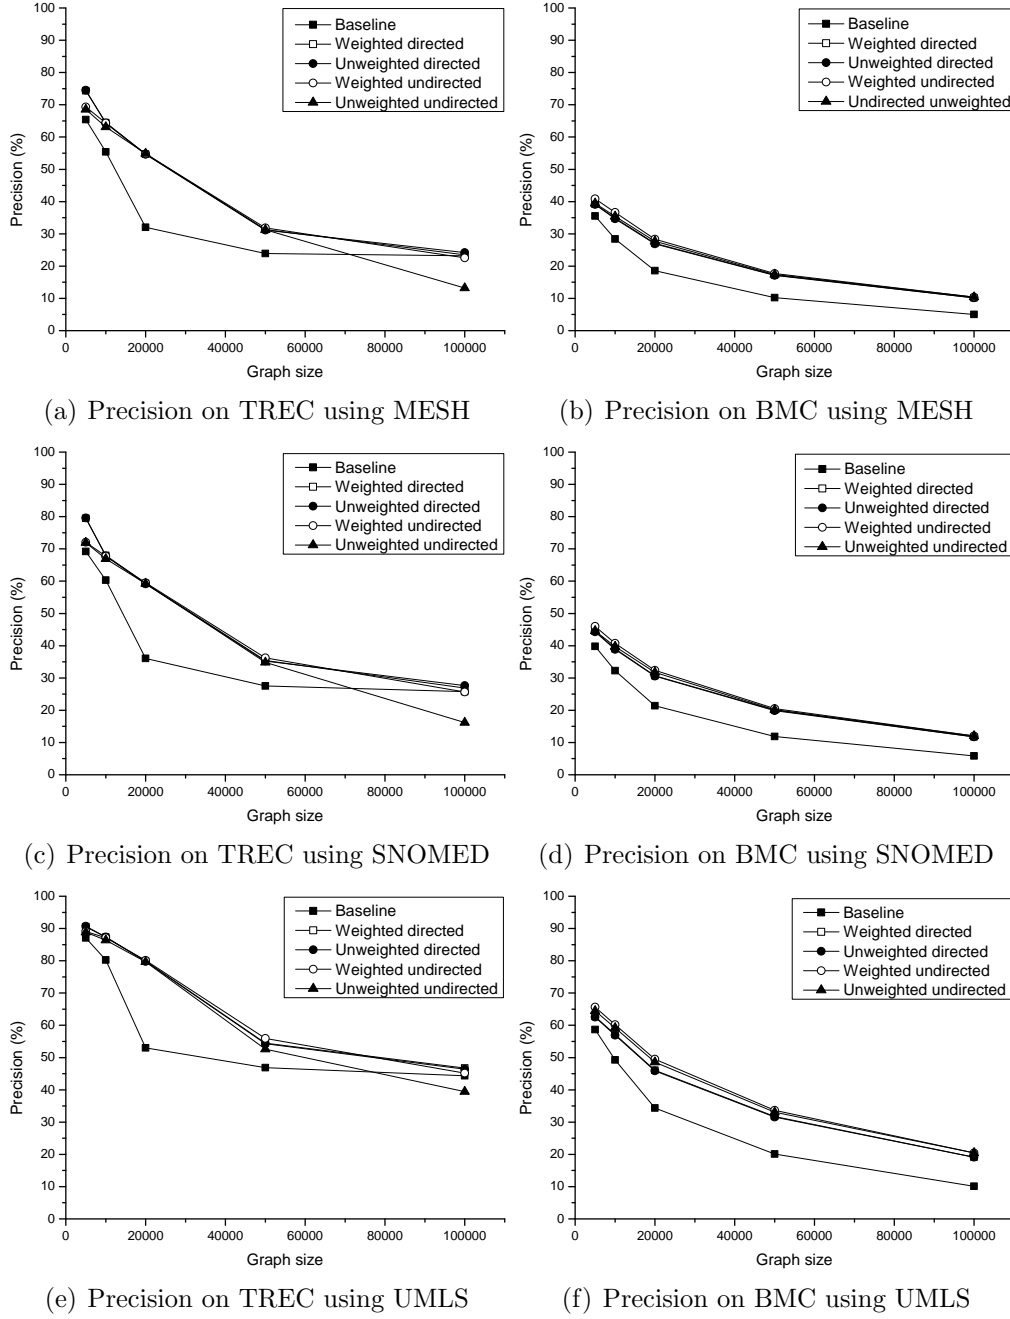 100
90
80
70
60
50
40
30
20
10
0
Precision (%)
0 20000 40000 60000 80000 100000
Graph size
Baseline
Weighted directed
Unweighted directed
Weighted undirected
Unweighted undirected
(a) Precision on TREC using MESH
100
90
80
70
60
50
40
30
20
10
0
Precision (%)
0 20000 40000 60000 80000 100000
Graph size
Baseline
Weighted directed
Unweighted directed
Weighted undirected
Undirected unweighted
(b) Precision on BMC using MESH
100
90
80
70
60
50
40
30
20
10
0
Precision (%)
0 20000 40000 60000 80000 100000
Graph size
Baseline
Weighted directed
Unweighted directed
Weighted undirected
Unweighted undirected
(c) Precision on TREC using SNOMED
100
90
80
70
60
50
40
30
20
10
0
Precision (%)
0 20000 40000 60000 80000 100000
Graph size
Baseline
Weighted directed
Unweighted directed
Weighted undirected
Unweighted undirected
(d) Precision on BMC using SNOMED
100
90
80
70
60
50
40
30
20
10
0
Precision (%)
0 20000 40000 60000 80000 100000
Graph size
Baseline
Weighted directed
Unweighted directed
Weighted undirected
Unweighted undirected
(e) Precision on TREC using UMLS
100
90
80
70
60
50
40
30
20
10
0
Precision (%)
0 20000 40000 60000 80000 100000
Graph size
Baseline
Weighted directed
Unweighted directed
Weighted undirected
Unweighted undirected
(f) Precision on BMC using UMLS